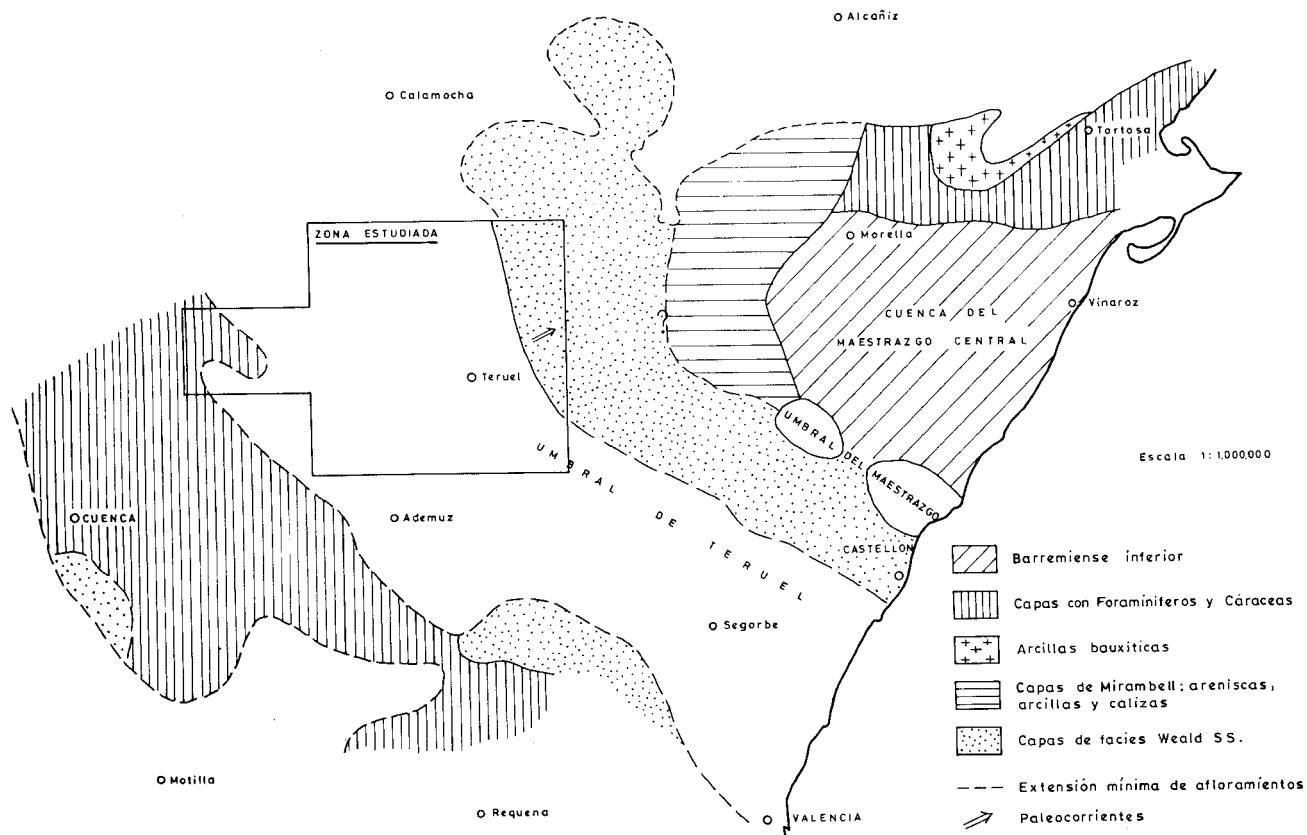 Alcañiz
Calamocha
Tortosa
ZONA ESTUDIADA
Morella
Vinaroz
CUENCA DEL
MAESTRAZGO CENTRAL
Teruel
UMBRAL DEL MAESTRAZGO
UMBRAL DE TERUEL
Escala 1:1,000,000
CUENCA
Ademuz
CASTELLON
Segorbe
Motilla
Requena
VALENCIA
Barremiense inferior
Capas con Foraminíferos y Cáraceas
Arcillas bauxíticas
Capas de Mirambell; areniscas,
arcillas y calizas
Capas de facies Weald SS.
Extensión mínima de afloramientos
Paleocorrientes